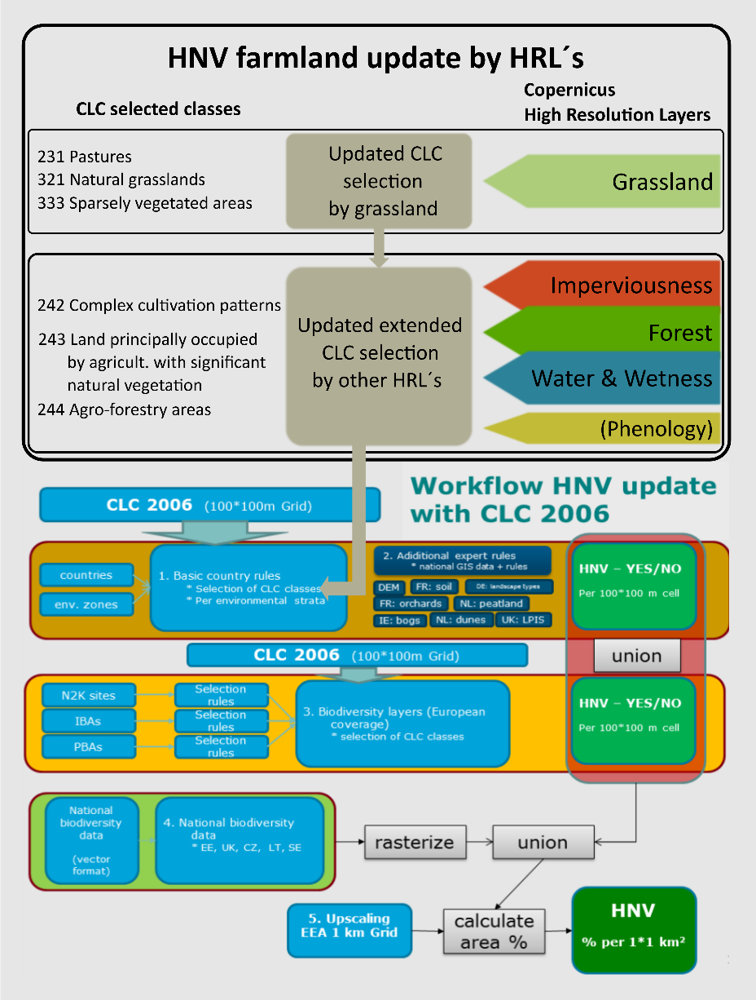 HNV farmland update by HRL´s
CLC selected classes
Copernicus
High Resolution Layers
231 Pastures
321 Natural grasslands
333 Sparsely vegetated areas
Updated CLC
selection
by grassland
Grassland
242 Complex cultivation patterns
243 Land principally occupied
by agricult. with significant
natural vegetation
244 Agro-forestry areas
Updated extended
CLC selection
by other HRL´s
Imperviousness
Forest
Water & Wetness
(Phenology)
Workflow HNV update
with CLC 2006
CLC 2006 (100*100m Grid)
countries
env. zones
1. Basic country rules
* Selection of CLC classes
* Per environmental strata
2. Aditional expert rules
* national GIS data + rules
DEM
FR: soil
DE: landscape types
FR: orchards
NL: peatland
IE: bogs
NL: dunes
UK: LPIS
HNV – YES/NO
Per 100*100 m cell
union
CLC 2006 (100*100m Grid)
N2K sites
IBAs
PBAs
Selection
rules
Selection
rules
Selection
rules
3. Biodiversity layers (European
coverage)
* selection of CLC classes
HNV – YES/NO
Per 100*100 m cell
National
biodiversity
data
(vector
format)
4. National biodiversity
data
* EE, UK, CZ, LT, SE
rasterize
union
5. Upscaling
EEA 1 km Grid
calculate
area %
HNV
% per 1*1 km²